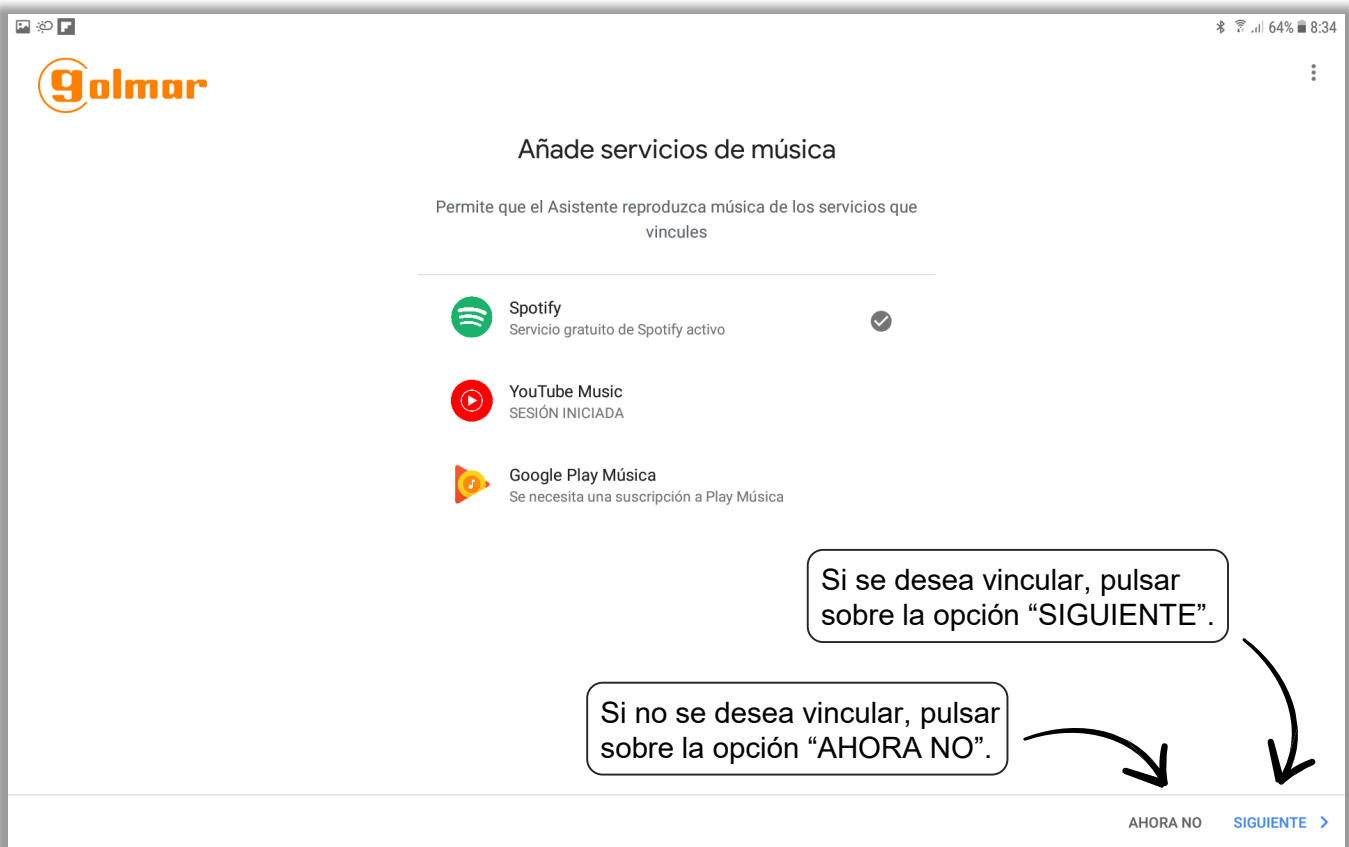 64% 8:34
golmar
Añade servicios de música
Permite que el Asistente reproduzca música de los servicios que
vincules
Spotify
Servicio gratuito de Spotify activo
YouTube Music
SESIÓN INICIADA
Google Play Música
Se necesita una suscripción a Play Música
Si se desea vincular, pulsar
sobre la opción “SIGUIENTE”.
Si no se desea vincular, pulsar
sobre la opción “AHORA NO”.
AHORA NO SIGUIENTE